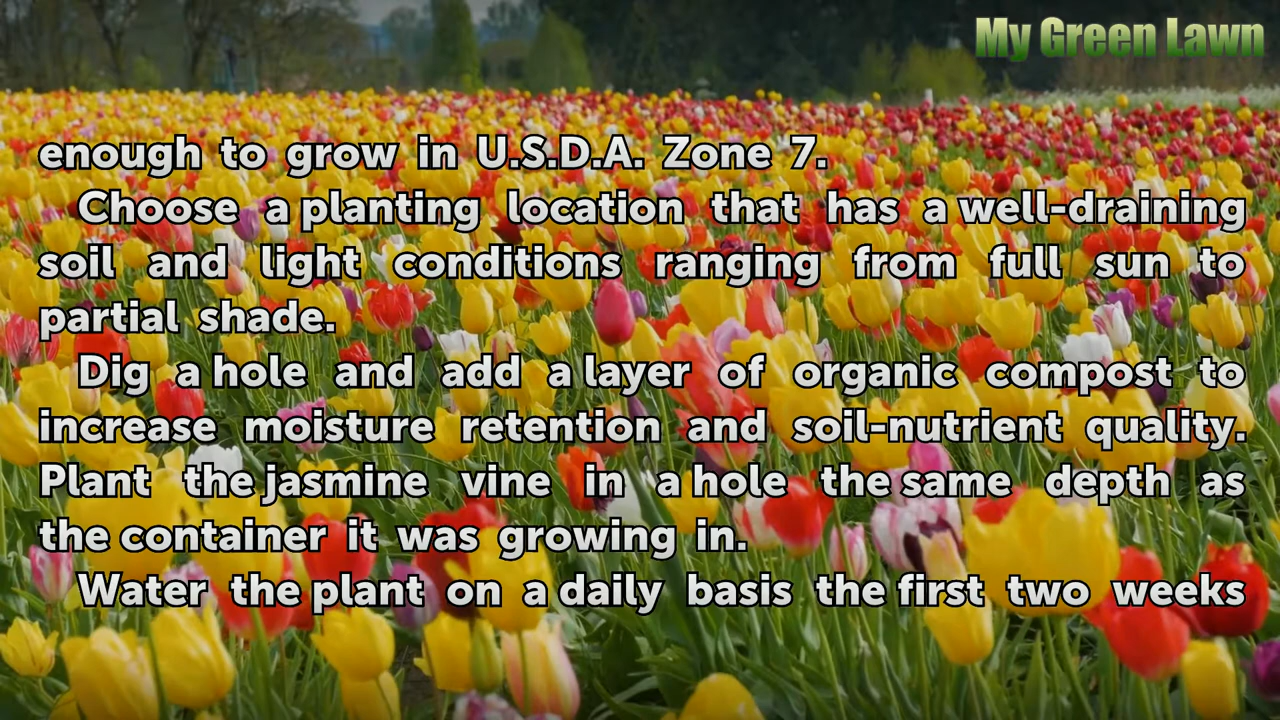 My Green Lawn
enough to grow in U.S.D.A. Zone 7.
Choose a planting location that has a well-draining
soil and light conditions ranging from full sun to
partial shade.
Dig a hole and add a layer of organic compost to
increase moisture retention and soil-nutrient quality.
Plant the jasmine vine in a hole the same depth as
the container it was growing in.
Water the plant on a daily basis the first two weeks